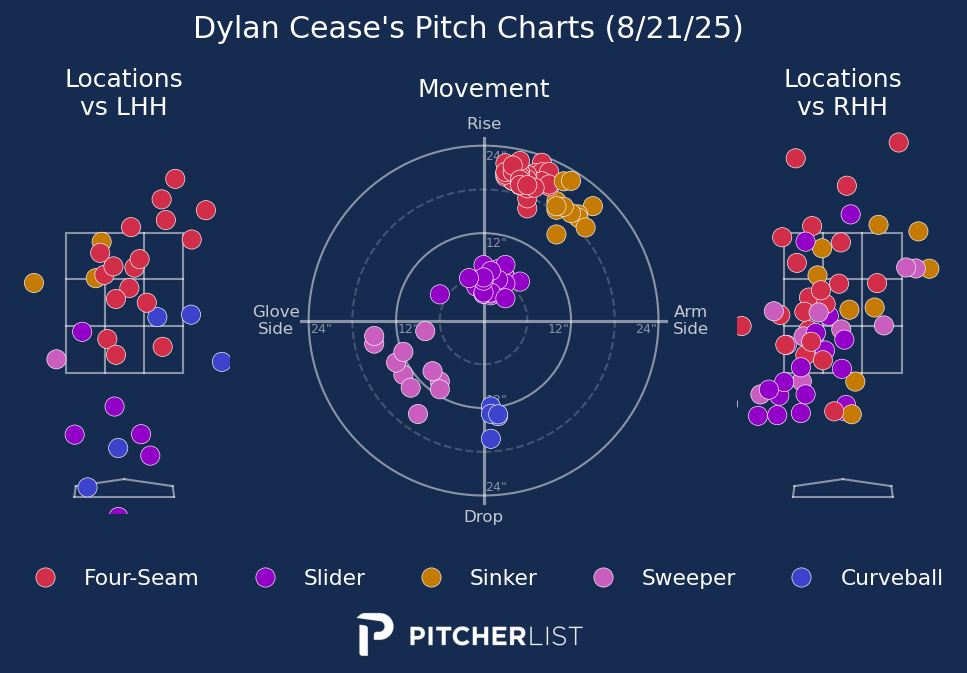 Dylan Cease's Pitch Charts (8/21/25)
Locations
vs LHH
Movement
Locations
vs RHH
Rise
24"
12"
Glove
Side
24"
12"
12"
24"
Arm
Side
12"
24"
Drop
Four-Seam
Slider
Sinker
Sweeper
Curveball
PITCHERLIST